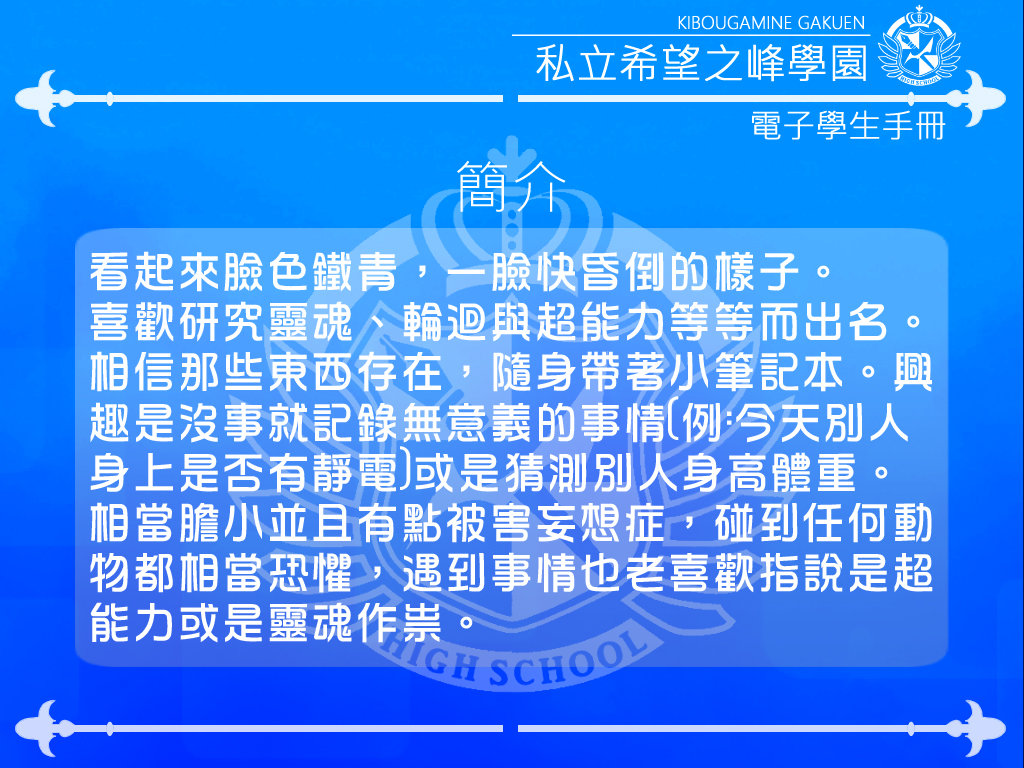 KIBOUGAMINE GAKUEN
私立希望之峰學園
HIGH SCHOOL
電子學生手冊
簡介
看起來臉色鐵青，一臉快昏倒的樣子。
喜歡研究靈魂、輪迴與超能力等等而出名。
相信那些東西存在，隨身帶著小筆記本。興
趣是沒事就記錄無意義的事情(例:今天別人
身上是否有靜電)或是猜測別人身高體重。
相當膽小並且有點被害妄想症，碰到任何動
物都相當恐懼，遇到事情也老喜歡指說是超
能力或是靈魂作祟。
HIGH SCHOOL